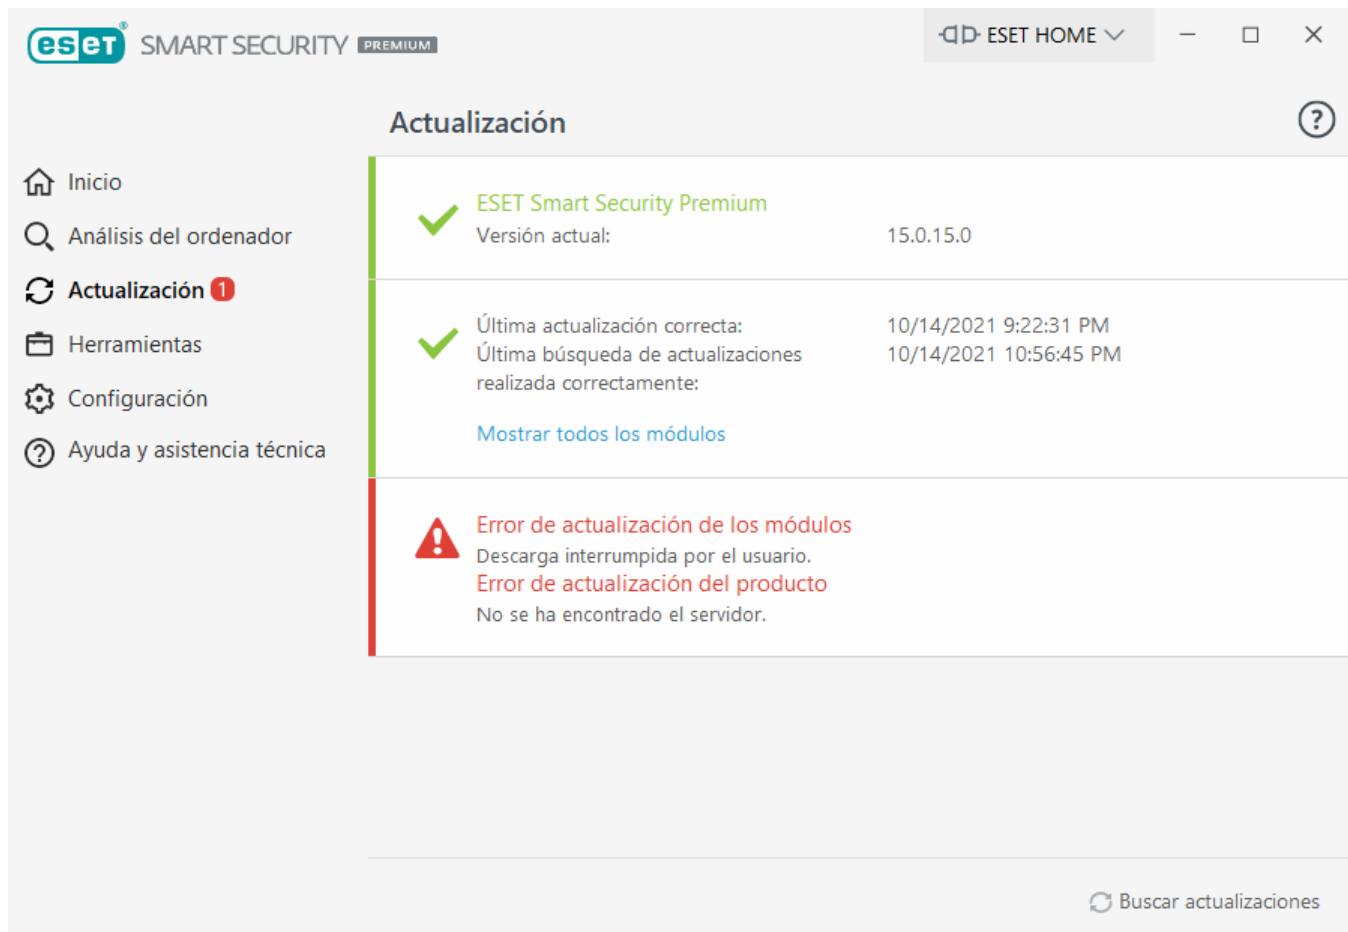 eset® SMART SECURITY PREMIUM
ESET HOME
Actualización
Inicio
Análisis del ordenador
Actualización 1
Herramientas
Configuración
Ayuda y asistencia técnica
ESET Smart Security Premium
Versión actual: 15.0.15.0
Última actualización correcta: 10/14/2021 9:22:31 PM
Última búsqueda de actualizaciones 10/14/2021 10:56:45 PM
realizada correctamente:
Mostrar todos los módulos
Error de actualización de los módulos
Descarga interrumpida por el usuario.
Error de actualización del producto
No se ha encontrado el servidor.
Buscar actualizaciones